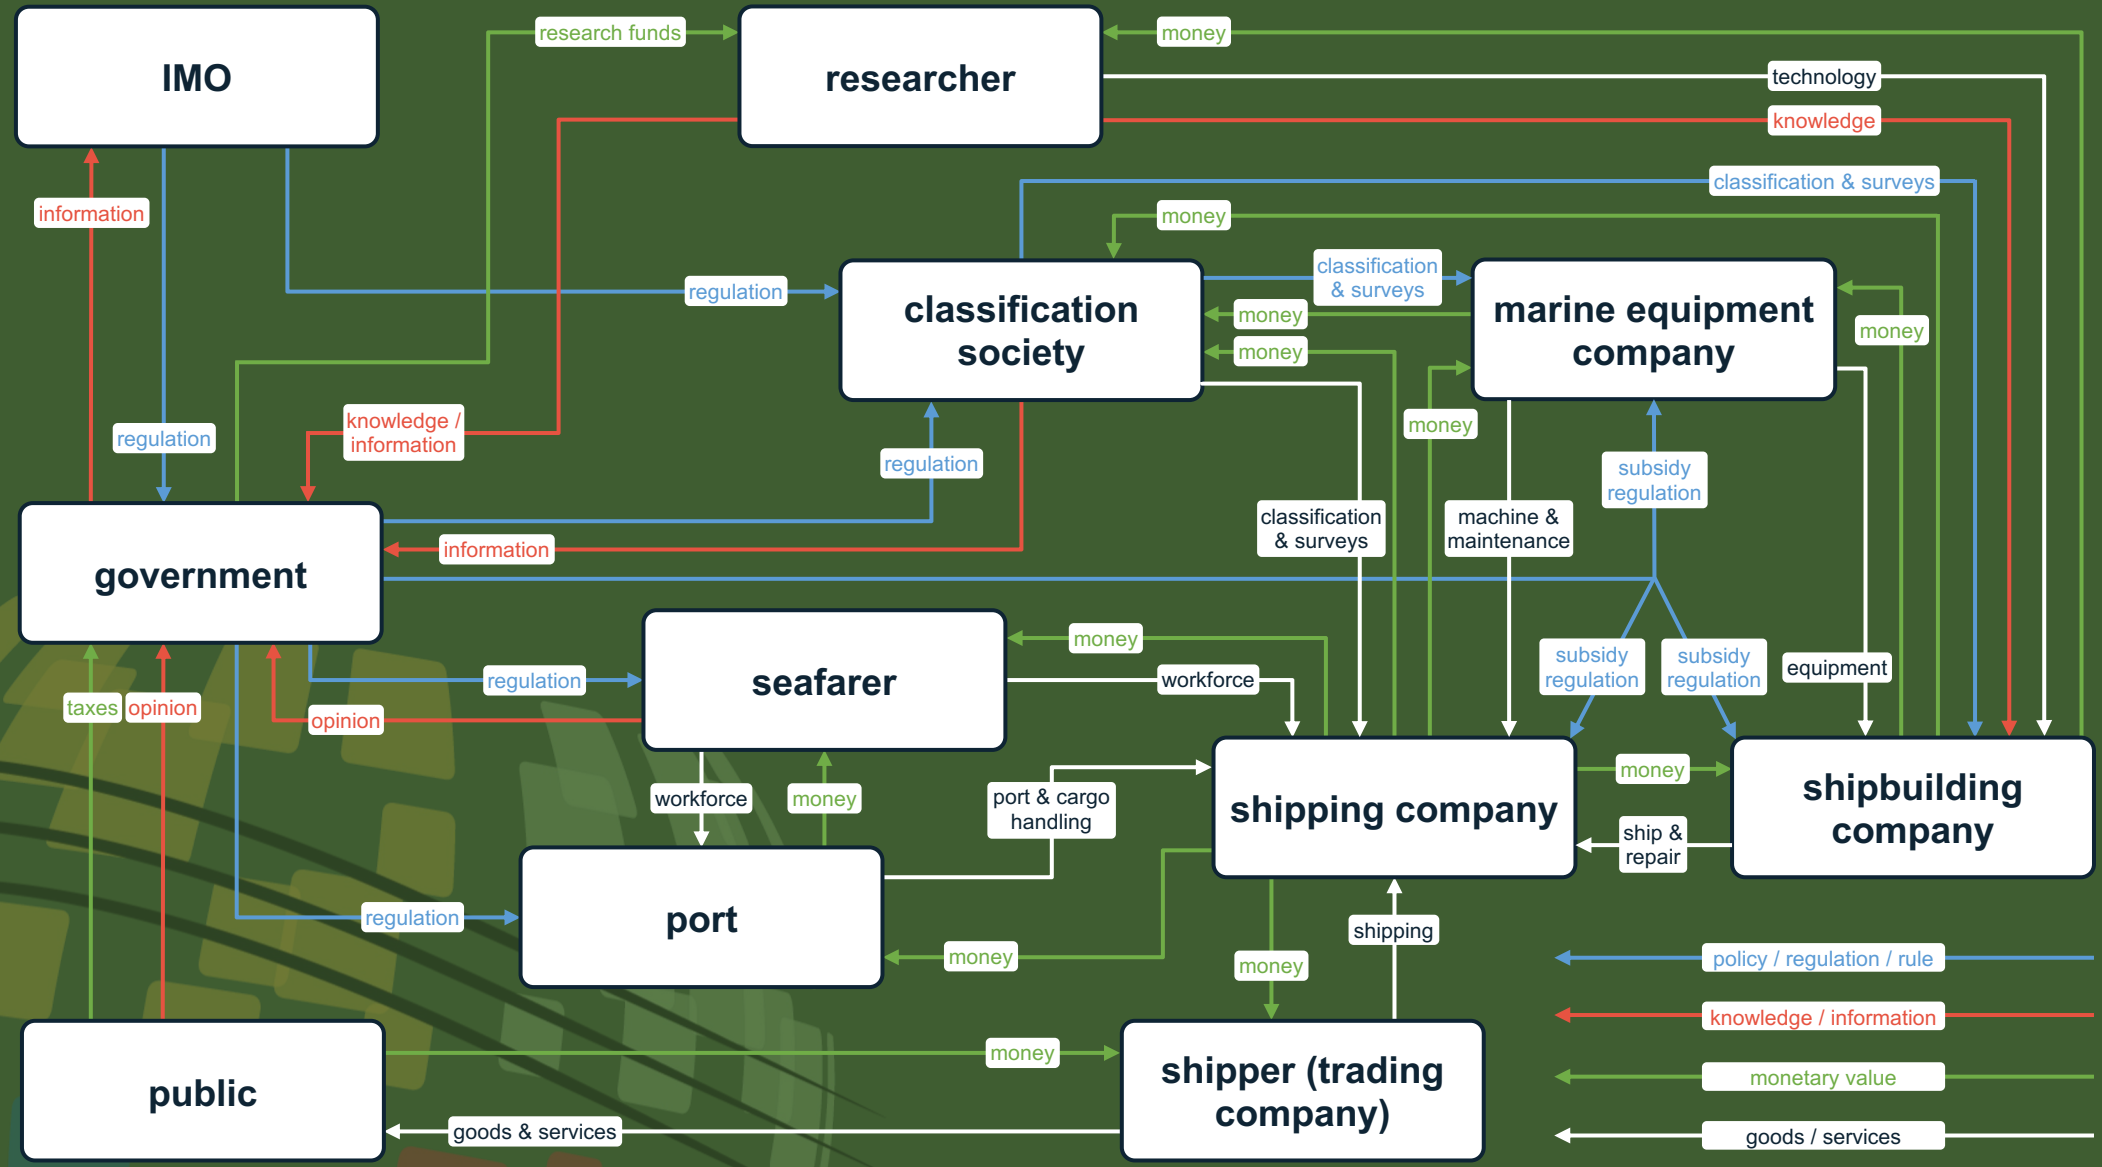 IMO
research funds
researcher
money
technology
knowledge
information
classification & surveys
money
regulation
classification
society
classification
& surveys
money
money
marine equipment
company
money
regulation
knowledge /
information
regulation
money
subsidy
regulation
classification
& surveys
machine &
maintenance
information
government
seafarer
money
workforce
subsidy
regulation
subsidy
regulation
equipment
regulation
opinion
taxes
opinion
workforce
money
port & cargo
handling
shipping company
money
ship &
repair
shipbuilding
company
regulation
port
money
money
shipping
policy / regulation / rule
knowledge / information
monetary value
goods / services
public
money
goods & services
shipper (trading
company)